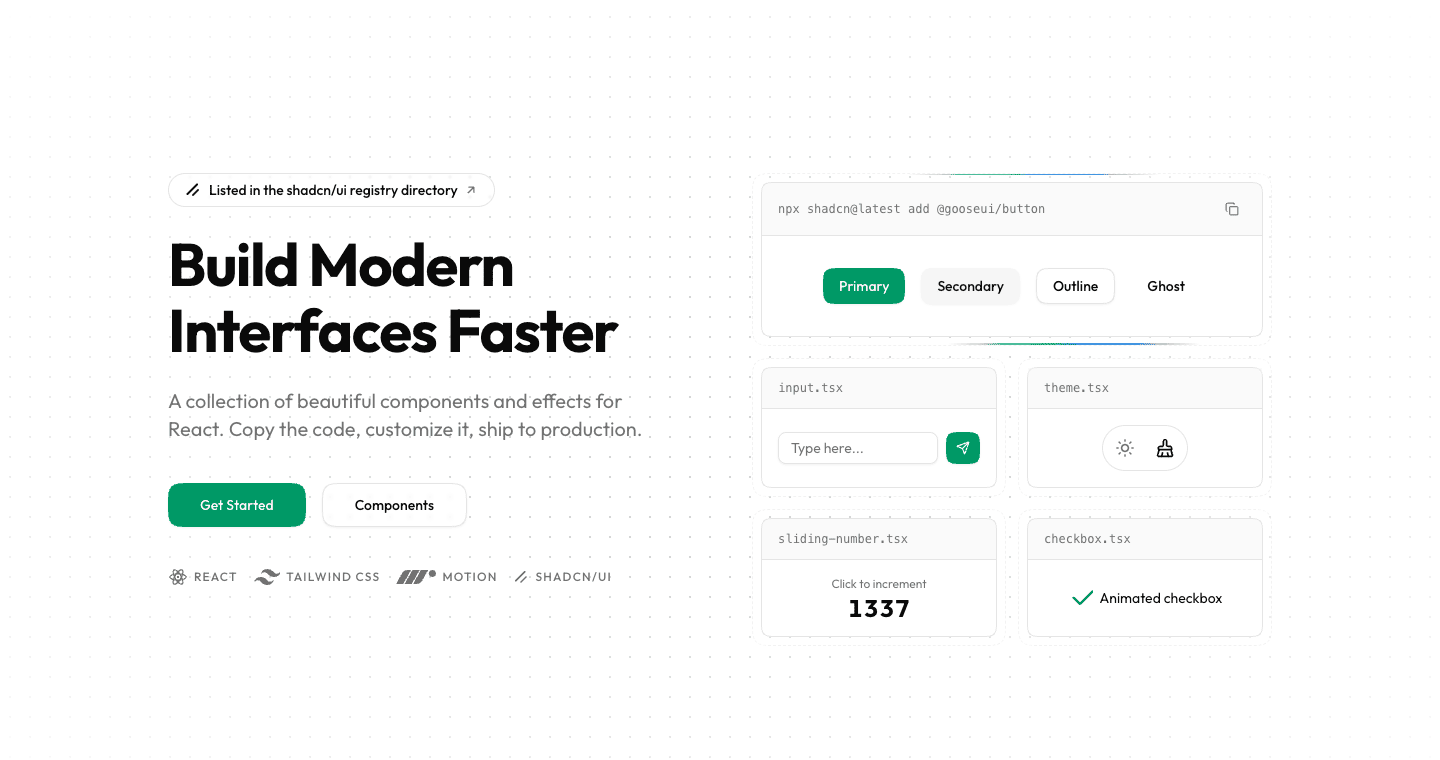 Listed in the shadcn/ui registry directory
Build Modern
Interfaces Faster
A collection of beautiful components and effects for
React. Copy the code, customize it, ship to production.
Get Started
Components
REACT
TAILWIND CSS
MOTION
SHADCN/UI
npx shadcn@latest add @gooseui/button
Primary
Secondary
Outline
Ghost
input.tsx
Type here...
theme.tsx
sliding-number.tsx
Click to increment
1337
checkbox.tsx
Animated checkbox